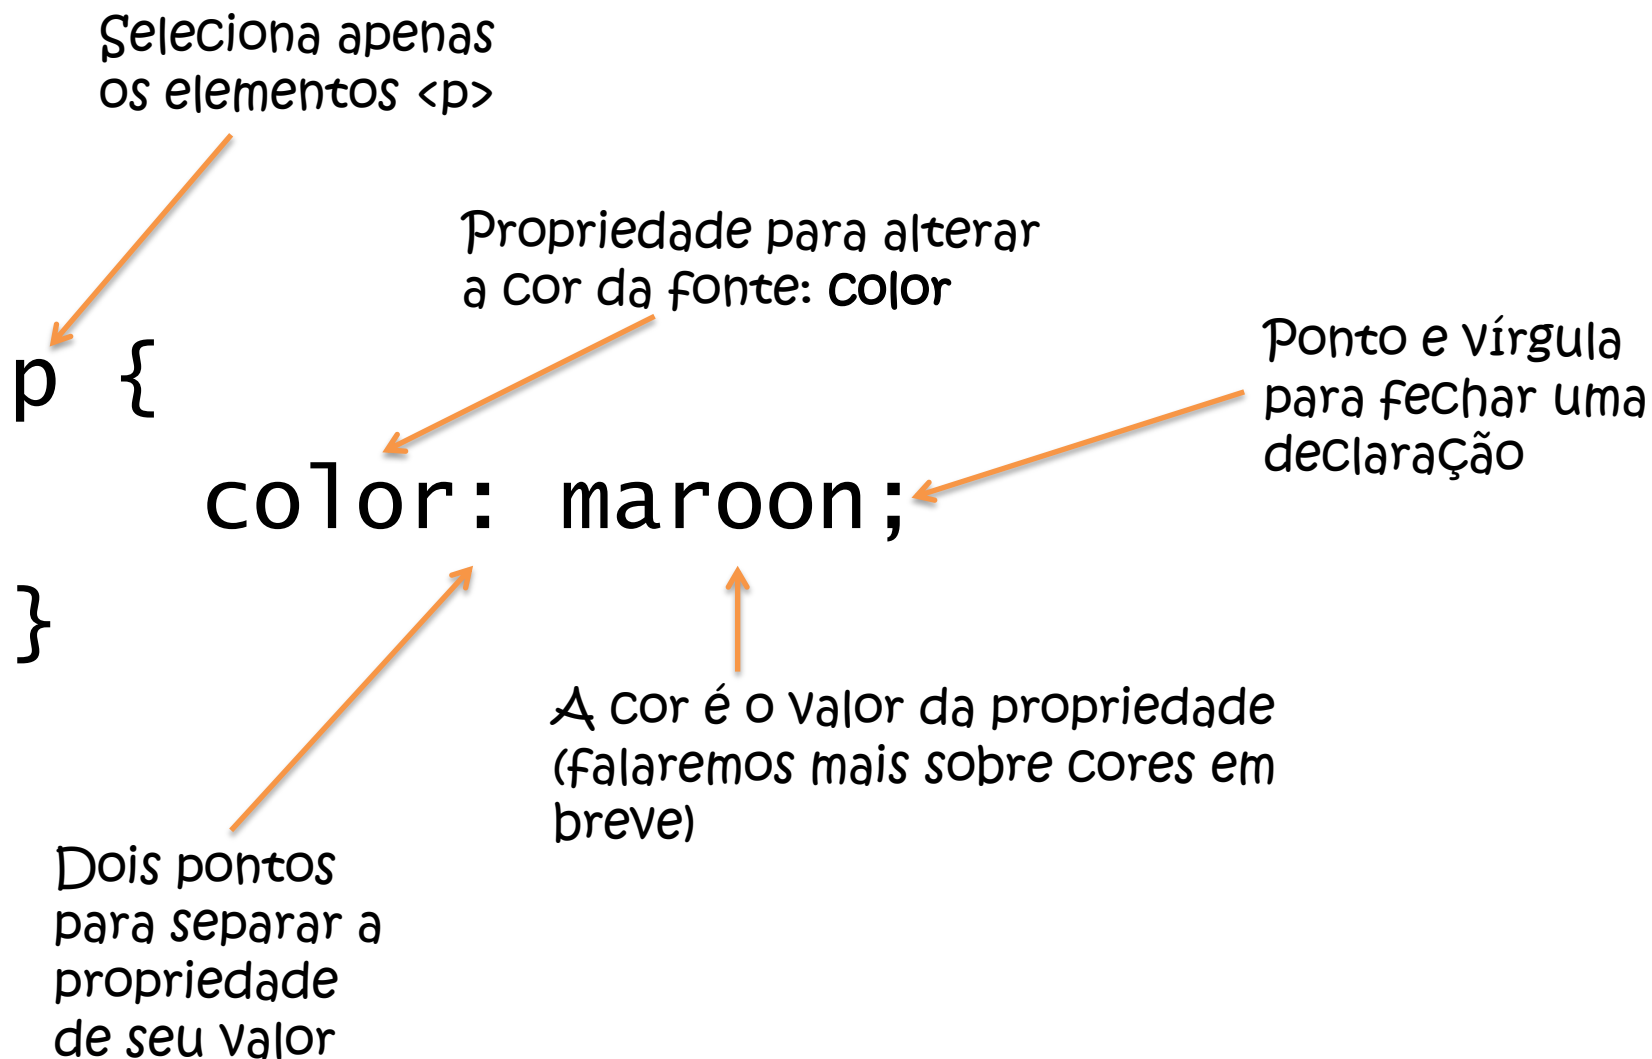 Seleciona apenas
os elementos <p>
Propriedade para alterar
a cor da fonte: color
Ponto e vírgula
para fechar uma
declaração
p {
color: maroon;
}
A cor é o valor da propriedade
(falaremos mais sobre cores em
breve)
Dois pontos
para separar a
propriedade
de seu valor